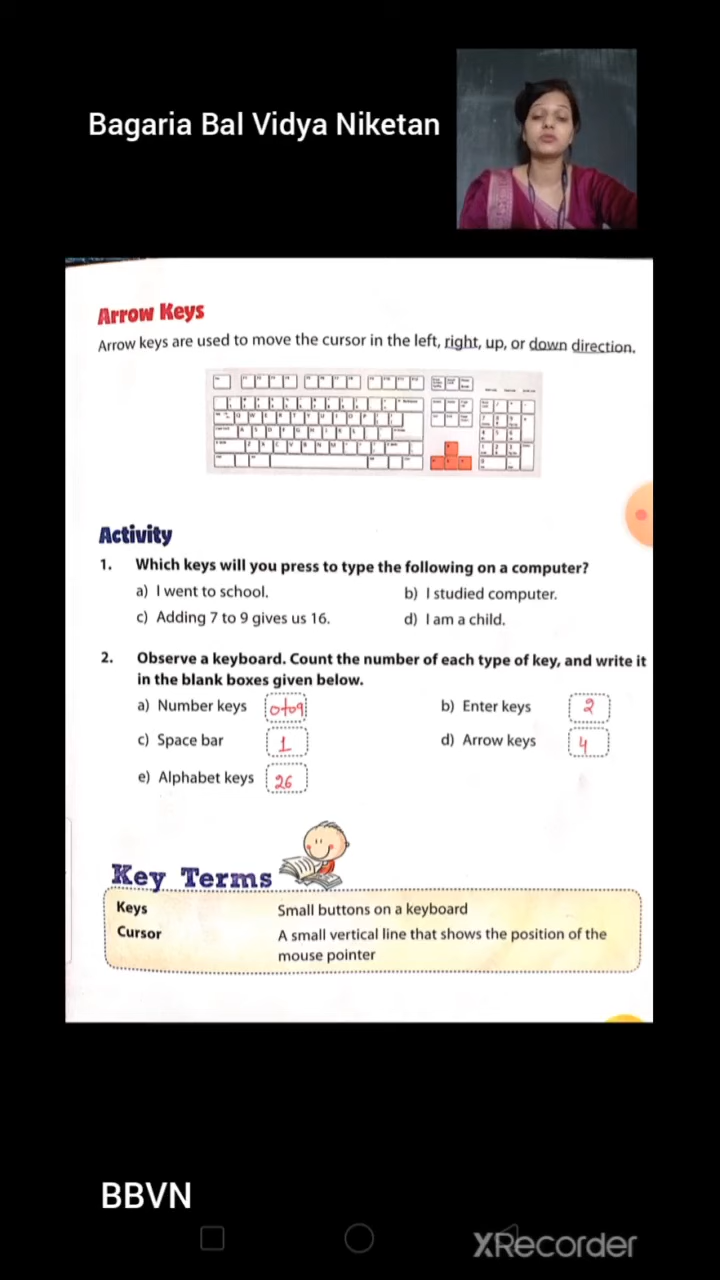 Bagaria Bal Vidya Niketan
Arrow Keys
Arrow keys are used to move the cursor in the left, right, up, or down direction.
Activity
1. Which keys will you press to type the following on a computer?
a) I went to school. b) I studied computer.
c) Adding 7 to 9 gives us 16. d) I am a child.
2. Observe a keyboard. Count the number of each type of key, and write it
in the blank boxes given below.
a) Number keys 0to9 b) Enter keys 2
c) Space bar 1 d) Arrow keys 4
e) Alphabet keys 26
Key Terms
Keys Small buttons on a keyboard
Cursor A small vertical line that shows the position of the
mouse pointer
BBVN
XRecorder